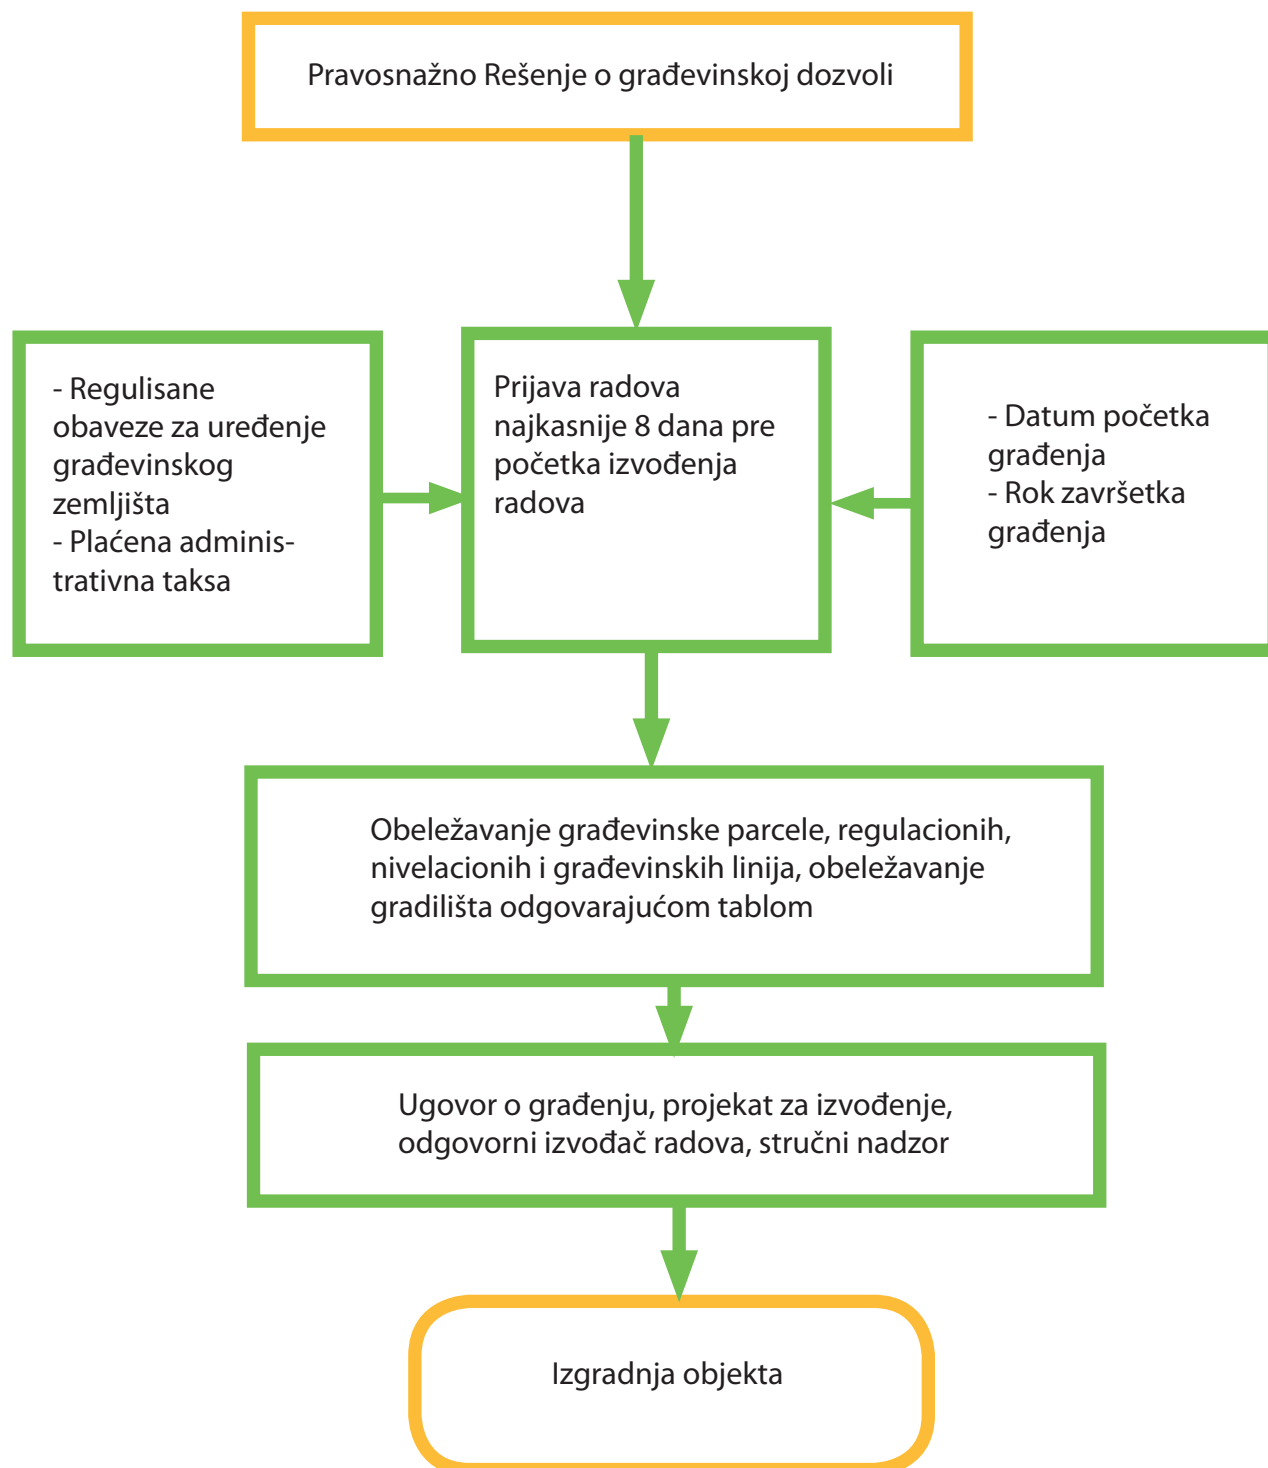 Pravosnažno Rešenje o građevinskoj dozvoli
- Regulisane
obaveze za uređenje
građevinskog
zemljišta
- Plaćena adminis-
trativna taksa
Prijava radova
najkasnije 8 dana pre
početka izvođenja
radova
- Datum početka
građenja
- Rok završetka
građenja
Obeležavanje građevinske parcele, regulacionih,
nivelacionih i građevinskih linija, obeležavanje
gradilišta odgovarajućom tablom
Ugovor o građenju, projekat za izvođenje,
odgovorni izvođač radova, stručni nadzor
Izgradnja objekta